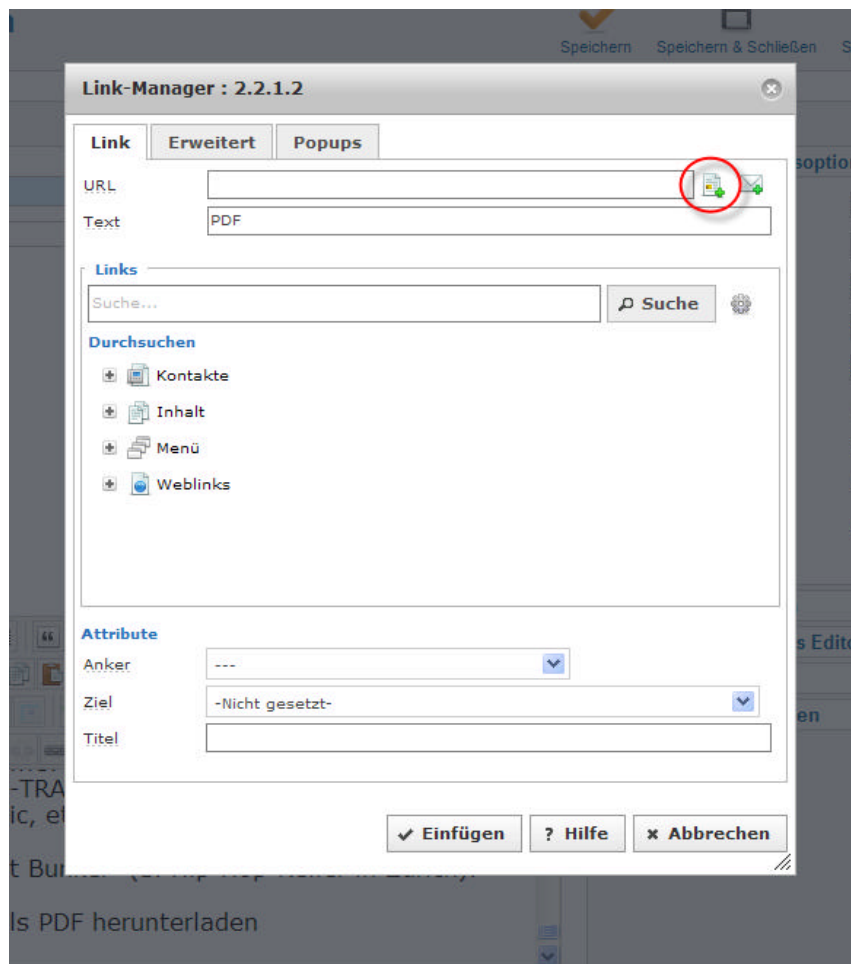 Speichern Speichern & Schließen S
Link-Manager : 2.2.1.2
Link Erweitert Popups
URL
Text PDF
Links
Suche... Suche
Durchsuchen
Kontakte
Inhalt
Menü
Weblinks
Attribute
Anker ---
Ziel -Nicht gesetzt-
Titel
-TRA
ic, et
Einfügen ? Hilfe Abbrechen
ls PDF herunterladen